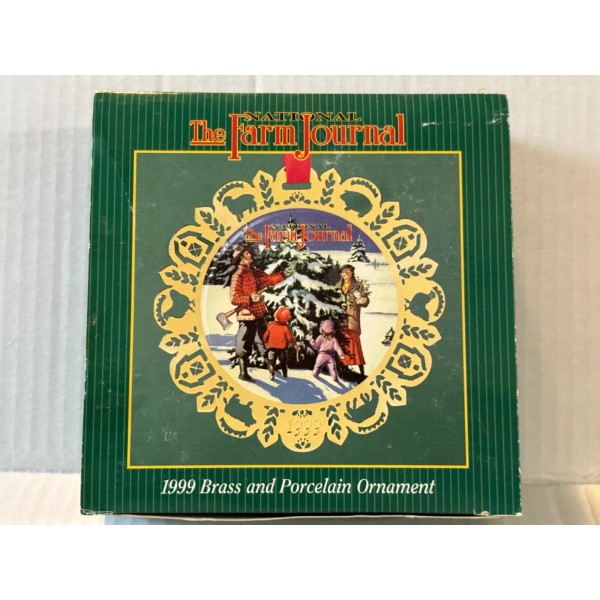 NATIONAL
The Farm Journal
NATIONAL
The Farm Journal
1999
1999 Brass and Porcelain Ornament